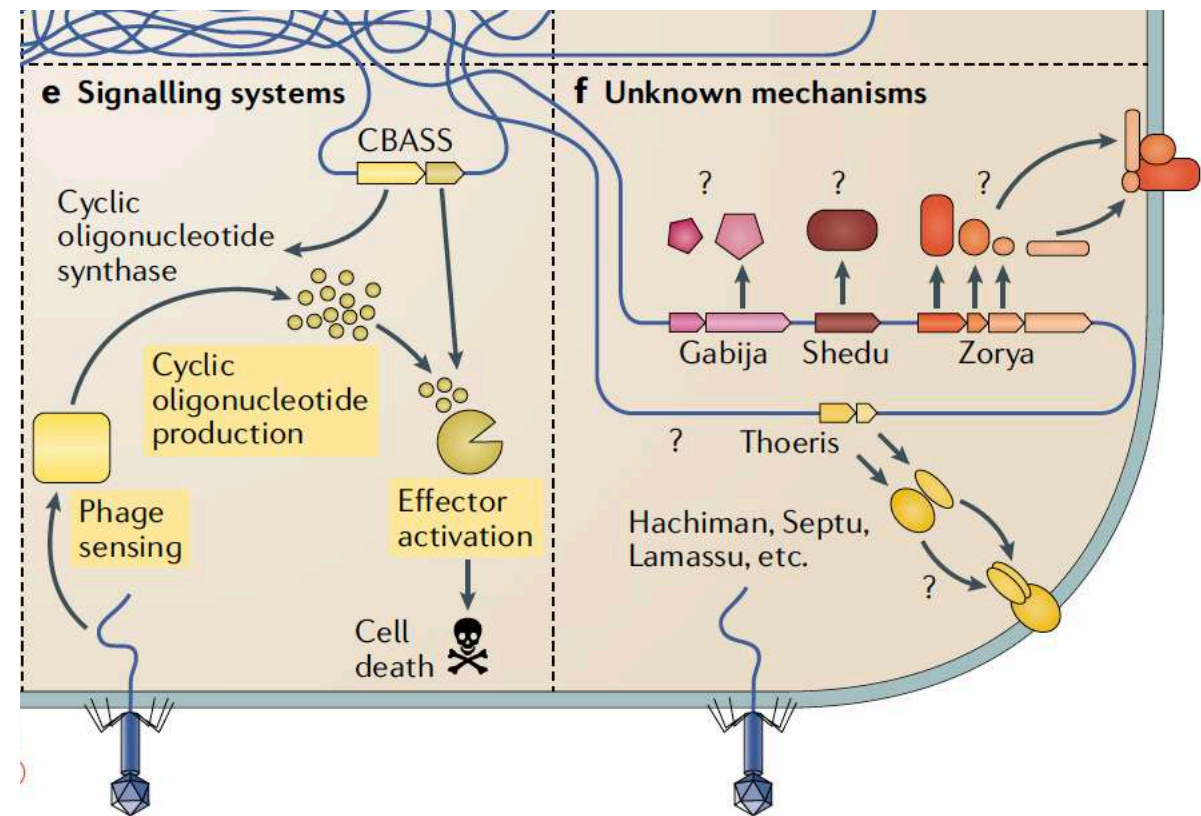 e Signalling systems
CBASS
Cyclic
oligonucleotide
synthase
Cyclic
oligonucleotide
production
Phage
sensing
Effector
activation
Cell
death
f Unknown mechanisms
?
?
?
Gabija
Shedu
Zorya
?
Thoeris
Hachiman, Septu,
Lamassu, etc.
?